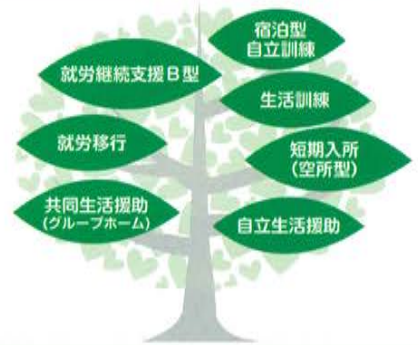 宿泊型
自立訓練
就労継続支援B型
生活訓練
就労移行
短期入所
(空所型)
共同生活援助
(グループホーム)
自立生活援助